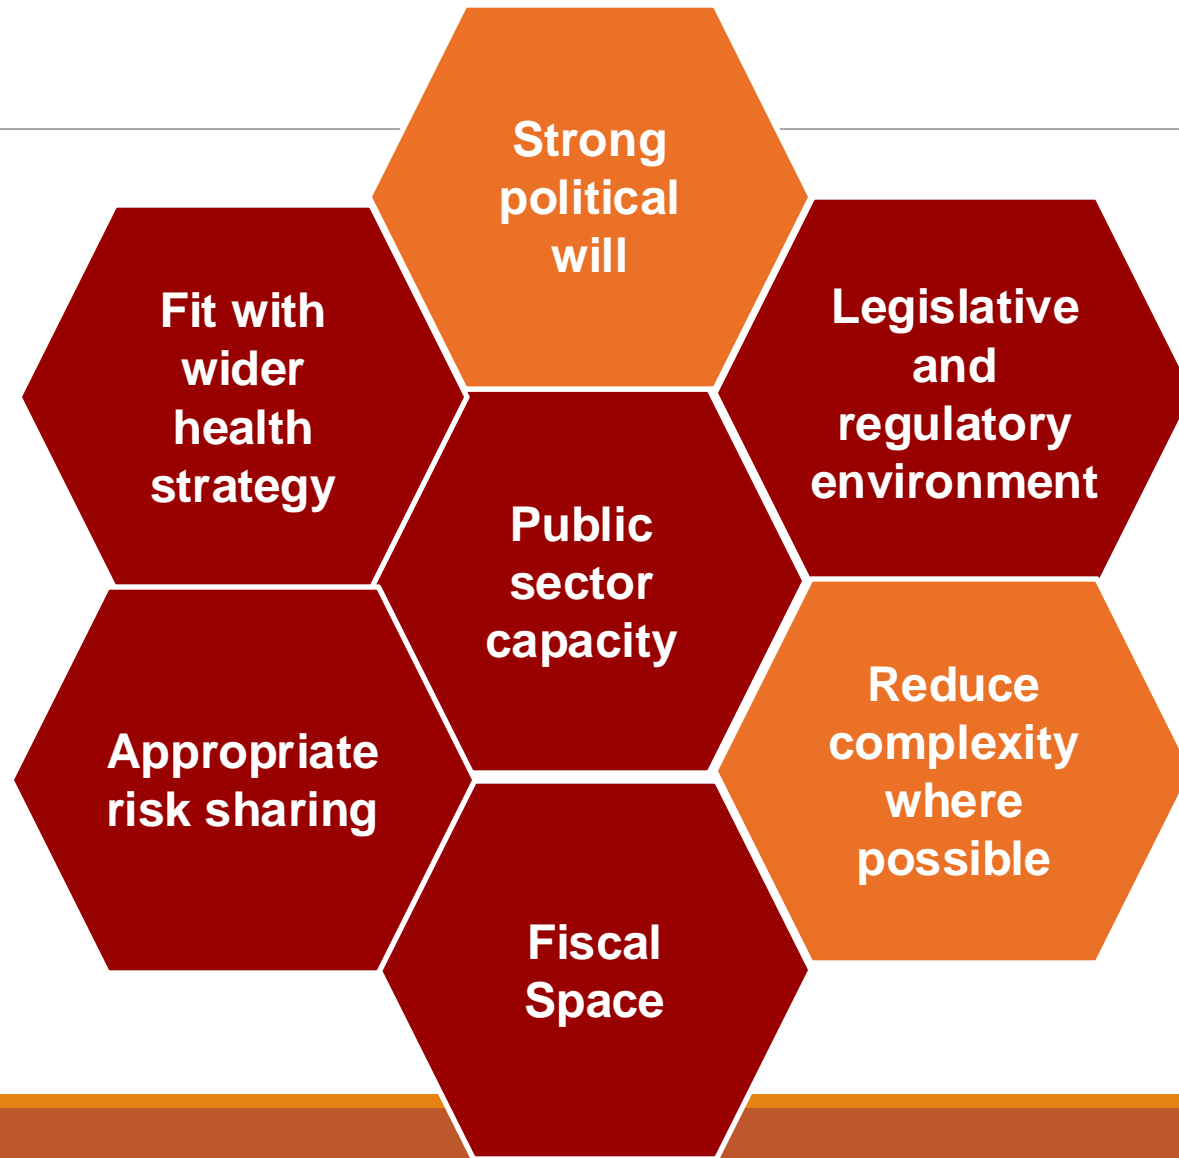 Strong
political
will
Fit with
wider
health
strategy
Legislative
and
regulatory
environment
Public
sector
capacity
Appropriate
risk sharing
Reduce
complexity
where
possible
Fiscal
Space